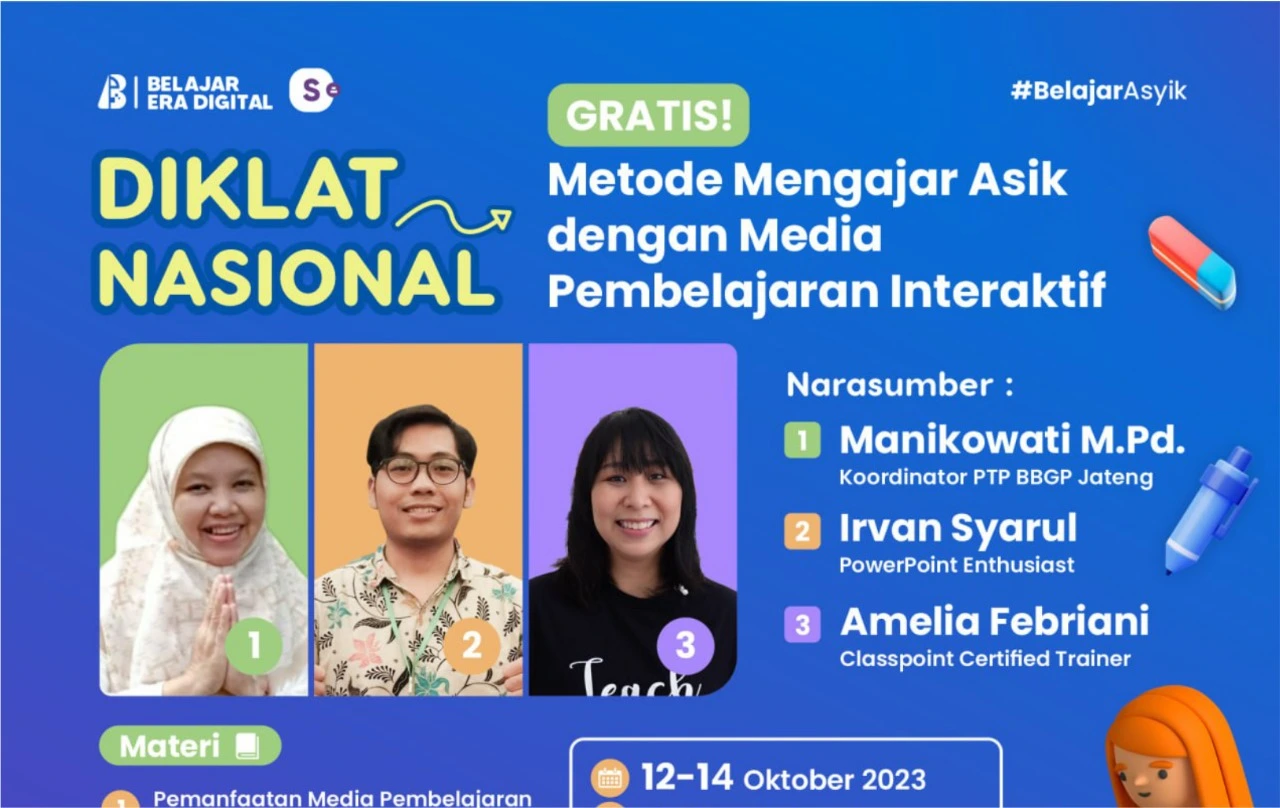 BELAJAR
ERA DIGITAL
S e
#BelajarAsyik
DIKLAT
NASIONAL
GRATIS!
Metode Mengajar Asik
dengan Media
Pembelajaran Interaktif
1
2
3
Teach
Narasumber :
1 Manikowati M.Pd.
Koordinator PTP BBGP Jateng
2 Irvan Syarul
PowerPoint Enthusiast
3 Amelia Febriani
Classpoint Certified Trainer
Materi
1 Pemanfaatan Media Pembelajaran
12-14 Oktober 2023